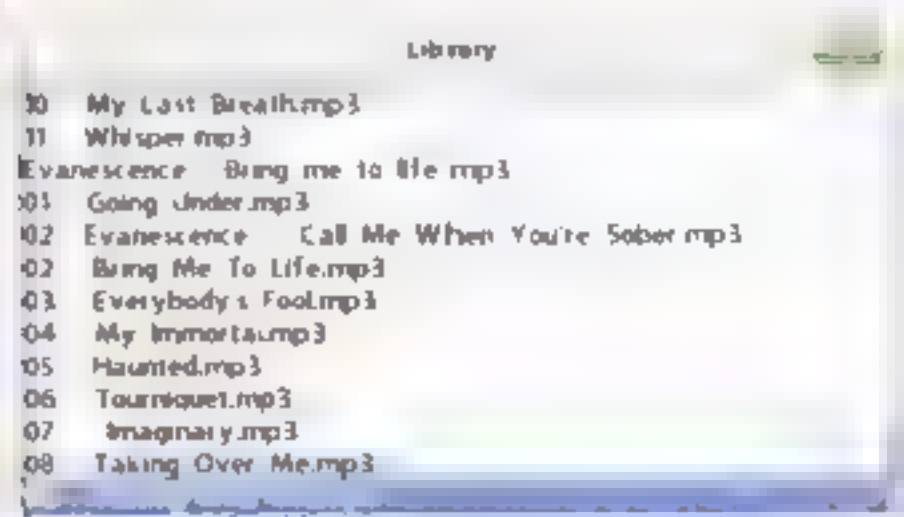 Library
10 My Last Breath.mp3
11 Whisper.mp3
Evanescence Bring me to life mp3
01 Going Under.mp3
02 Evanescence Call Me When You're Sober.mp3
02 Bring Me To Life.mp3
03 Everybody's Fool.mp3
04 My Immortal.mp3
05 Haunted.mp3
06 Tourniquet.mp3
07 Imaginary.mp3
08 Taking Over Me.mp3